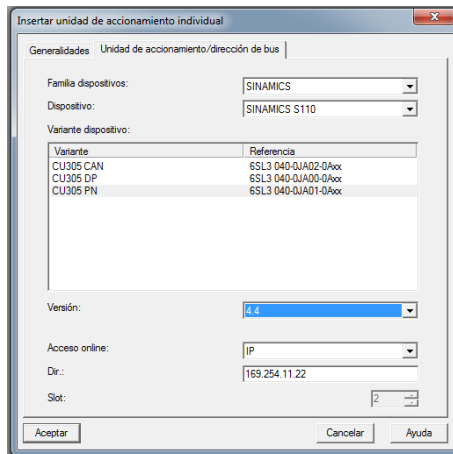 Insertar unidad de accionamiento individual
Generalidades Unidad de accionamiento/dirección de bus
Familia dispositivos: SINAMICS
Dispositivo: SINAMICS S110
Variante dispositivo:
Variante Referencia
CU305 CAN 6SL3 040-0JA02-0Axx
CU305 DP 6SL3 040-0JA00-0Axx
CU305 PN 6SL3 040-0JA01-0Axx
Versión: 4.4
Acceso online: IP
Dir.: 169.254.11.22
Slot: 2
Aceptar Cancelar Ayuda